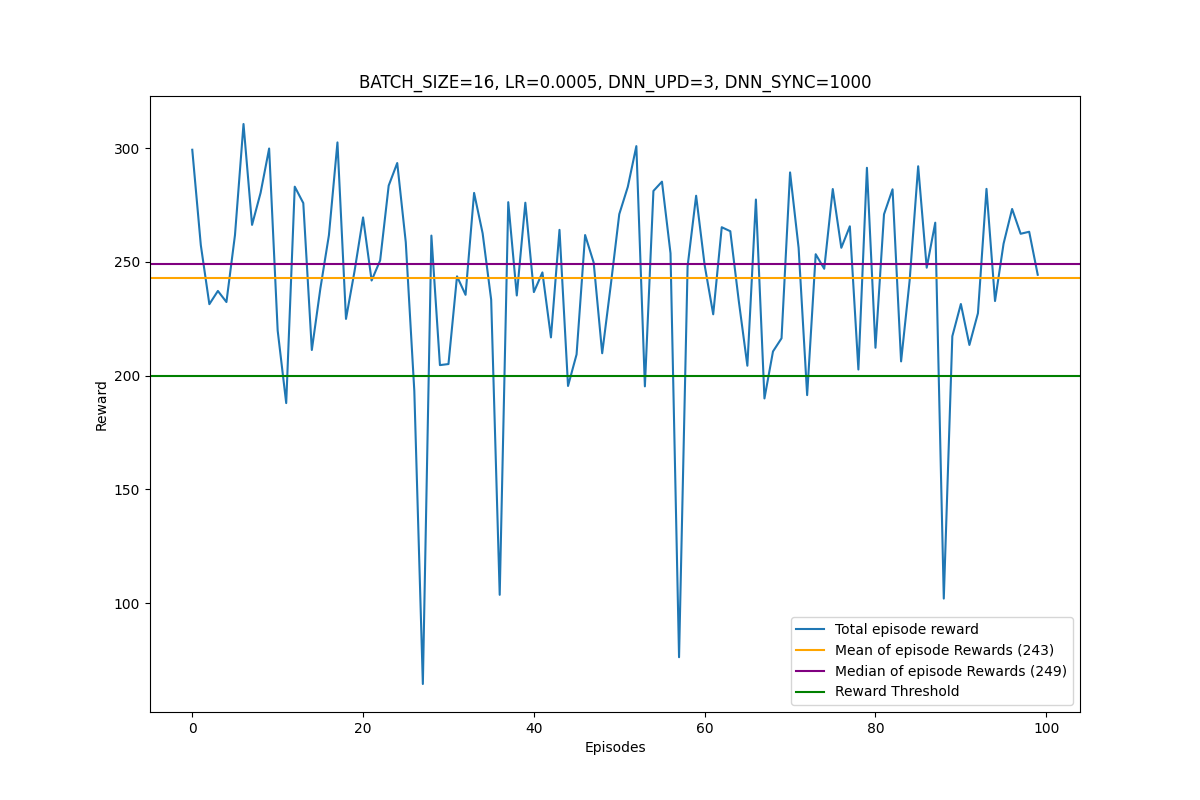 BATCH_SIZE=16, LR=0.0005, DNN_UPD=3, DNN_SYNC=1000
300
250
200
150
100
Reward
0 20 40 60 80 100
Episodes
Total episode reward
Mean of episode Rewards (243)
Median of episode Rewards (249)
Reward Threshold